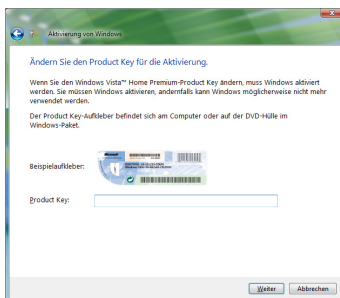 Aktivierung von Windows
Ändern Sie den Product Key für die Aktivierung.
Wenn Sie den Windows Vista™ Home Premium-Product Key ändern, muss Windows aktiviert
werden. Sie müssen Windows aktivieren, andernfalls kann Windows möglicherweise nicht mehr
verwendet werden.
Der Product Key-Aufkleber befindet sich am Computer oder auf der DVD-Hülle im
Windows-Paket.
Beispielaufkleber:
Product Key:
Weiter
Abbrechen